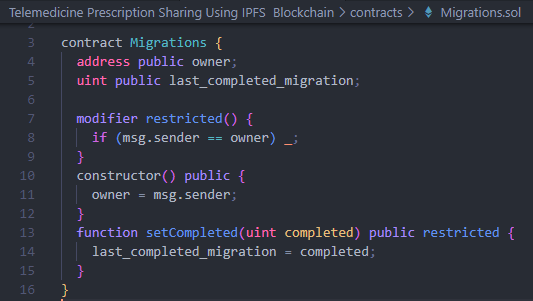 Telemedicine Prescription Sharing Using IPFS Blockchain > contracts > Migrations.sol
3 contract Migrations {
4 address public owner;
5 uint public last_completed_migration;
6
7 modifier restricted() {
8 if (msg.sender == owner) _;
9 }
10 constructor() public {
11 owner = msg.sender;
12 }
13 function setCompleted(uint completed) public restricted {
14 last_completed_migration = completed;
15 }
16 }